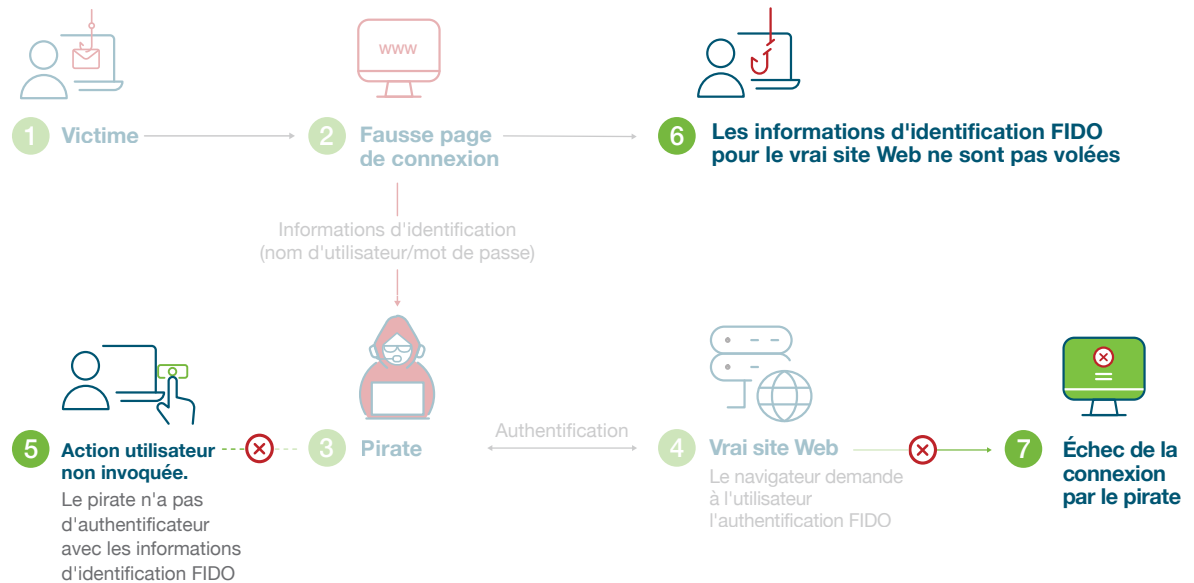 www
1 Victime
2 Fausse page
de connexion
6 Les informations d'identification FIDO
pour le vrai site Web ne sont pas volées
Informations d'identification
(nom d'utilisateur/mot de passe)
5 Action utilisateur
non invoquée.
Le pirate n'a pas
d'authentificateur
avec les informations
d'identification FIDO
3 Pirate
Authentification
4 Vrai site Web
Le navigateur demande
à l'utilisateur
l'authentification FIDO
7 Échec de la
connexion
par le pirate